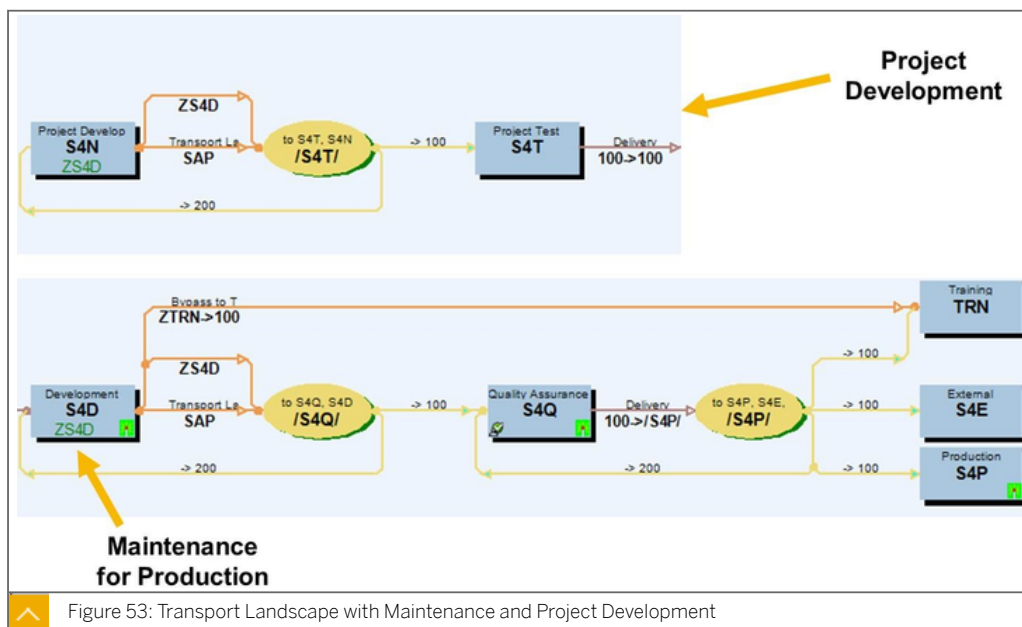 Project
Development
ZS4D
Project Develop
S4N
ZS4D
Transport La
SAP
to S4T, S4N
/S4T/
-> 100
Project Test
S4T
Delivery
100->100
-> 200
Bypass to T
ZTRN->100
Training
TRN
ZS4D
-> 100
Development
S4D
ZS4D
Transport La
SAP
to S4Q, S4D
/S4Q/
-> 100
Quality Assurance
S4Q
Delivery
100->/S4P/
to S4P, S4E,
/S4P/
-> 100
External
S4E
-> 200
-> 200
-> 100
Production
S4P
Maintenance
for Production
Figure 53: Transport Landscape with Maintenance and Project Development